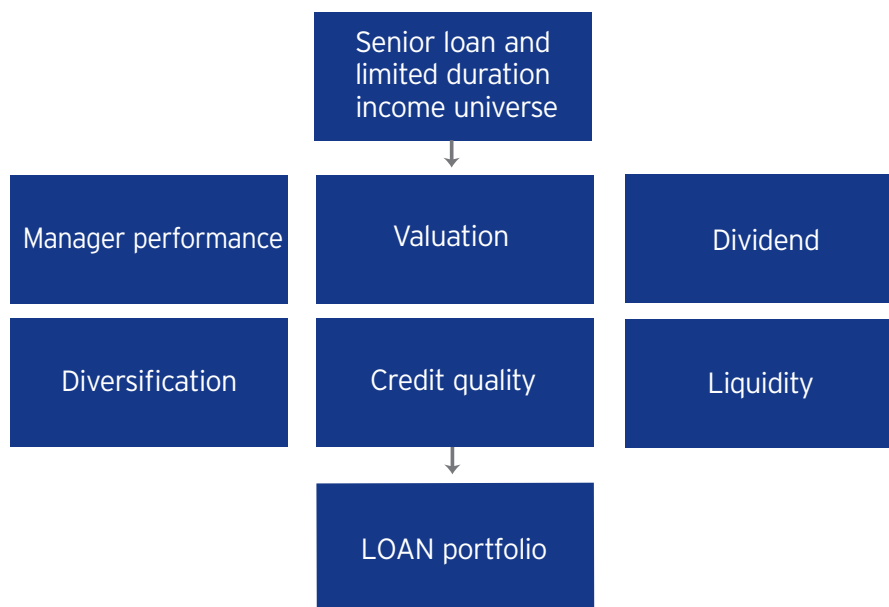 Senior loan and
limited duration
income universe
Manager performance
Valuation
Dividend
Diversification
Credit quality
Liquidity
LOAN portfolio